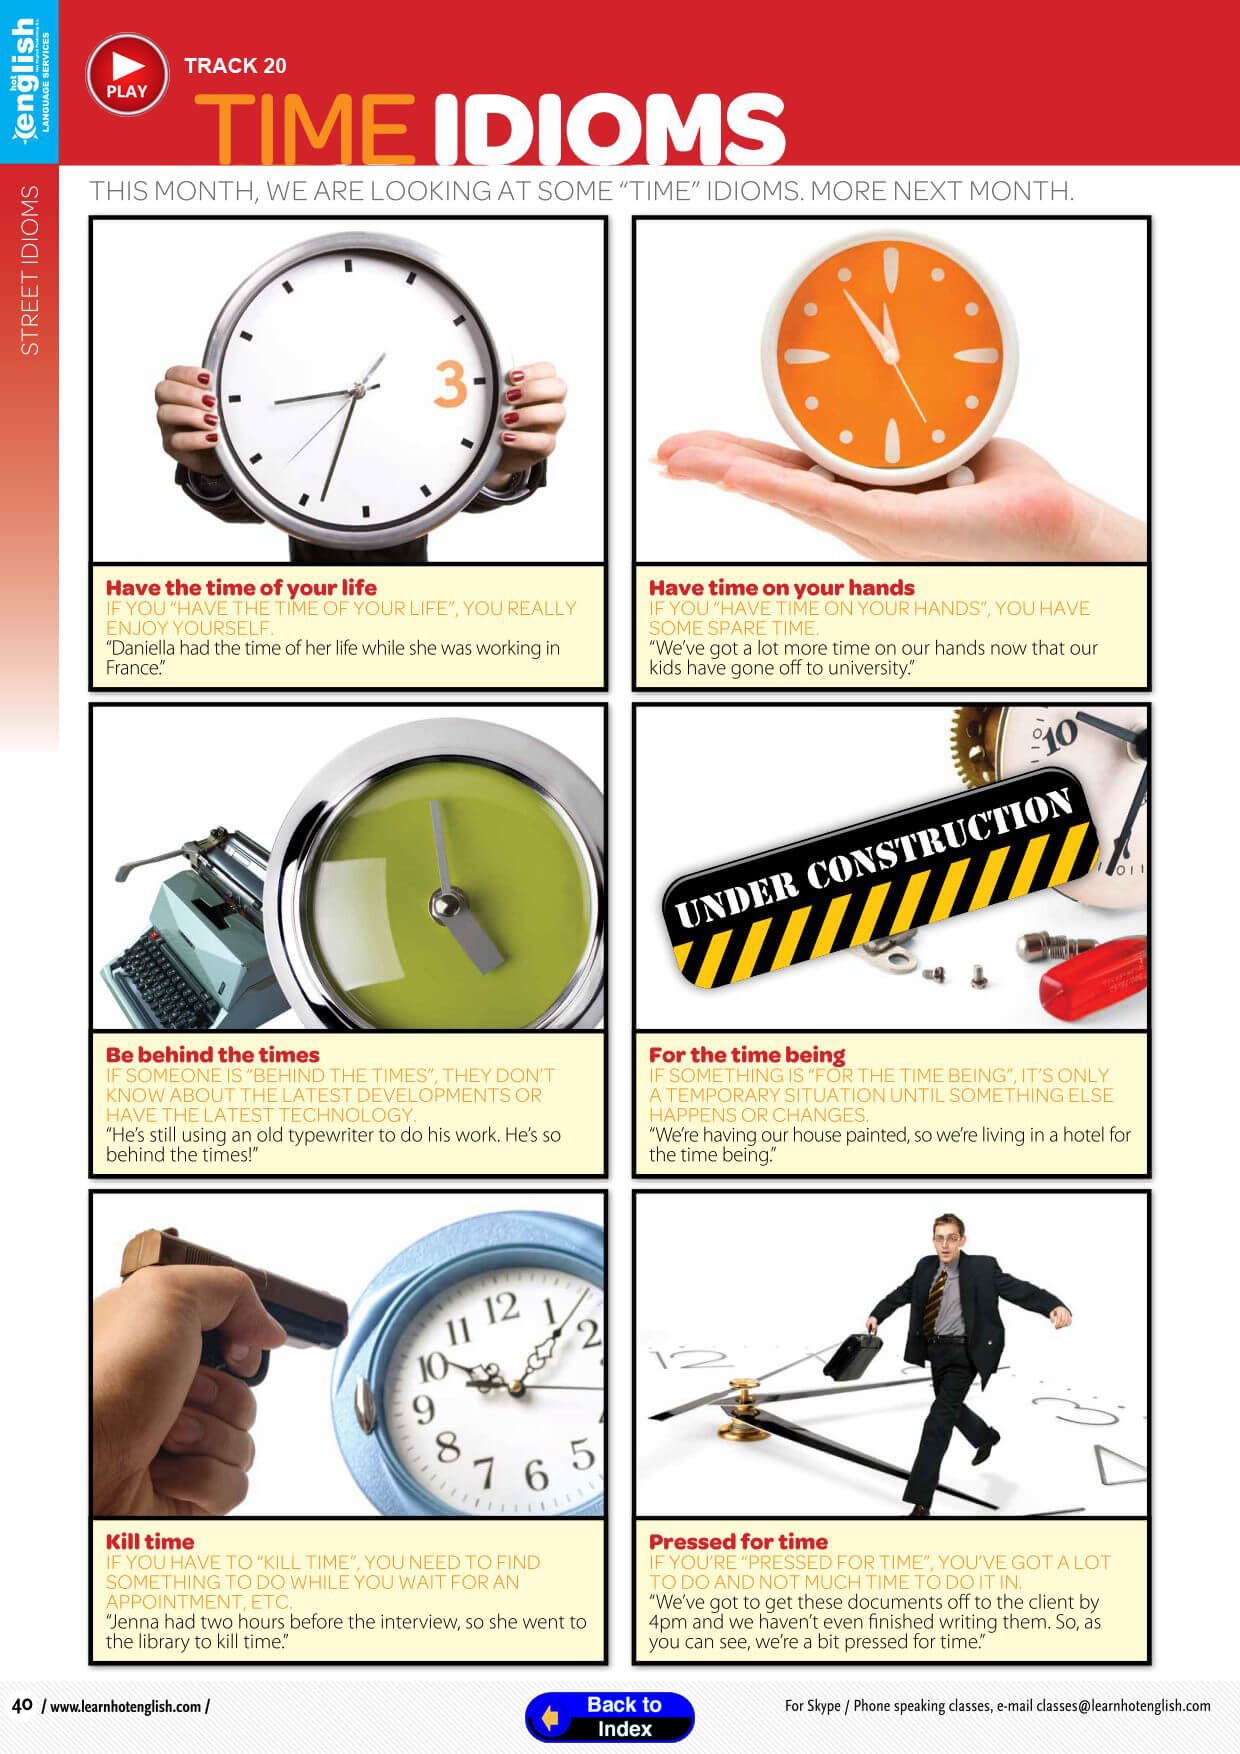 hot
english
LANGUAGE SERVICES
STREET IDIOMS
PLAY
TRACK 20
TIME IDIOMS
THIS MONTH, WE ARE LOOKING AT SOME “TIME” IDIOMS. MORE NEXT MONTH.
3
Have the time of your life
IF YOU “HAVE THE TIME OF YOUR LIFE”, YOU REALLY
ENJOY YOURSELF.
“Daniella had the time of her life while she was working in
France.”
Have time on your hands
IF YOU “HAVE TIME ON YOUR HANDS”, YOU HAVE
SOME SPARE TIME.
“We’ve got a lot more time on our hands now that our
kids have gone off to university.”
Be behind the times
IF SOMEONE IS “BEHIND THE TIMES”, THEY DON’T
KNOW ABOUT THE LATEST DEVELOPMENTS OR
HAVE THE LATEST TECHNOLOGY.
“He’s still using an old typewriter to do his work. He’s so
behind the times!”
10
UNDER CONSTRUCTION
For the time being
IF SOMETHING IS “FOR THE TIME BEING”, IT’S ONLY
A TEMPORARY SITUATION UNTIL SOMETHING ELSE
HAPPENS OR CHANGES.
“We’re having our house painted, so we’re living in a hotel for
the time being.”
12
1
2
11
10
9
8
7
6
5
Kill time
IF YOU HAVE TO “KILL TIME”, YOU NEED TO FIND
SOMETHING TO DO WHILE YOU WAIT FOR AN
APPOINTMENT, ETC.
“Jenna had two hours before the interview, so she went to
the library to kill time.”
12
3
Pressed for time
IF YOU’RE “PRESSED FOR TIME”, YOU’VE GOT A LOT
TO DO AND NOT MUCH TIME TO DO IT IN.
“We’ve got to get these documents off to the client by
4pm and we haven’t even finished writing them. So, as
you can see, we’re a bit pressed for time.”
40 / www.learnhotenglish.com /
Back to
Index
For Skype / Phone speaking classes, e-mail classes@learnhotenglish.com